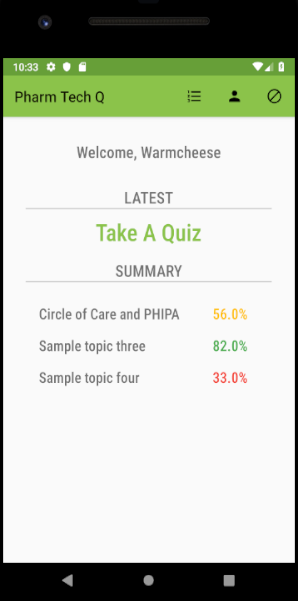 10:33
Pharm Tech Q
Welcome, Warmcheese
LATEST
Take A Quiz
SUMMARY
Circle of Care and PHIPA 56.0%
Sample topic three 82.0%
Sample topic four 33.0%